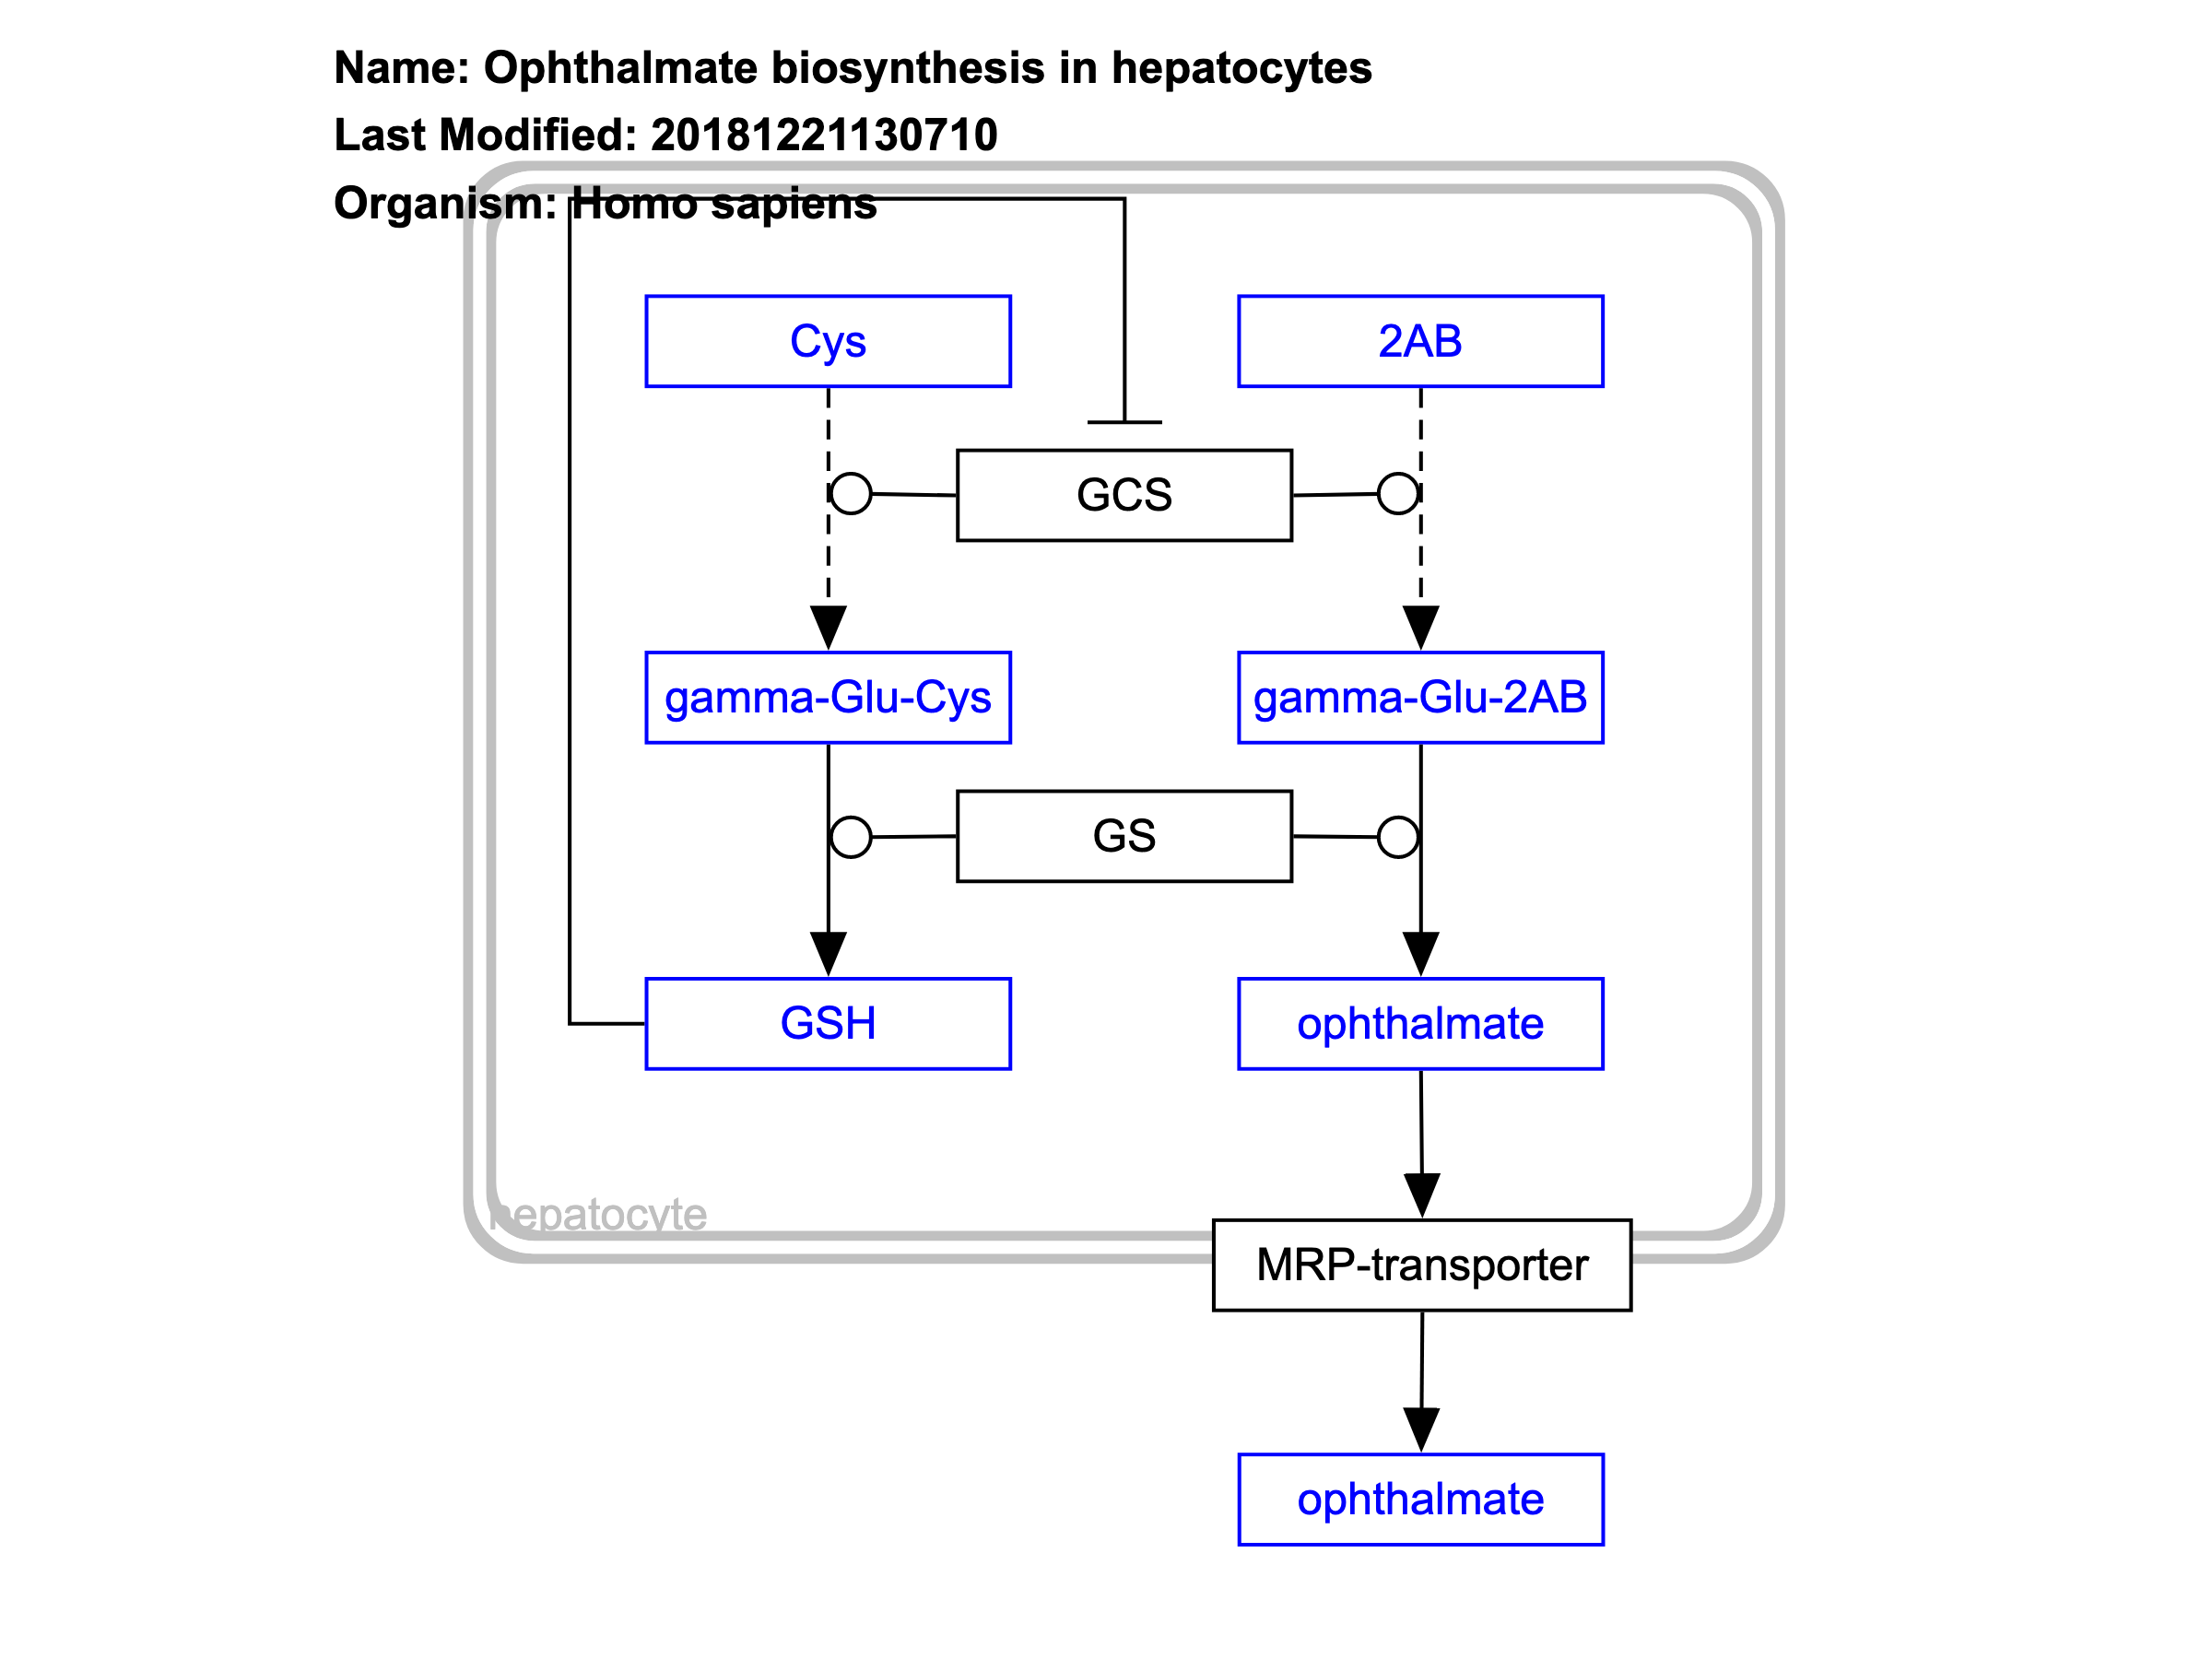 Name: Ophthalmate biosynthesis in hepatocytes
Last Modified: 20181221130710
Organism: Homo sapiens
Cys
2AB
GCS
gamma-Glu-Cys
gamma-Glu-2AB
GS
GSH
ophthalmate
hepatocyte
MRP-transporter
ophthalmate